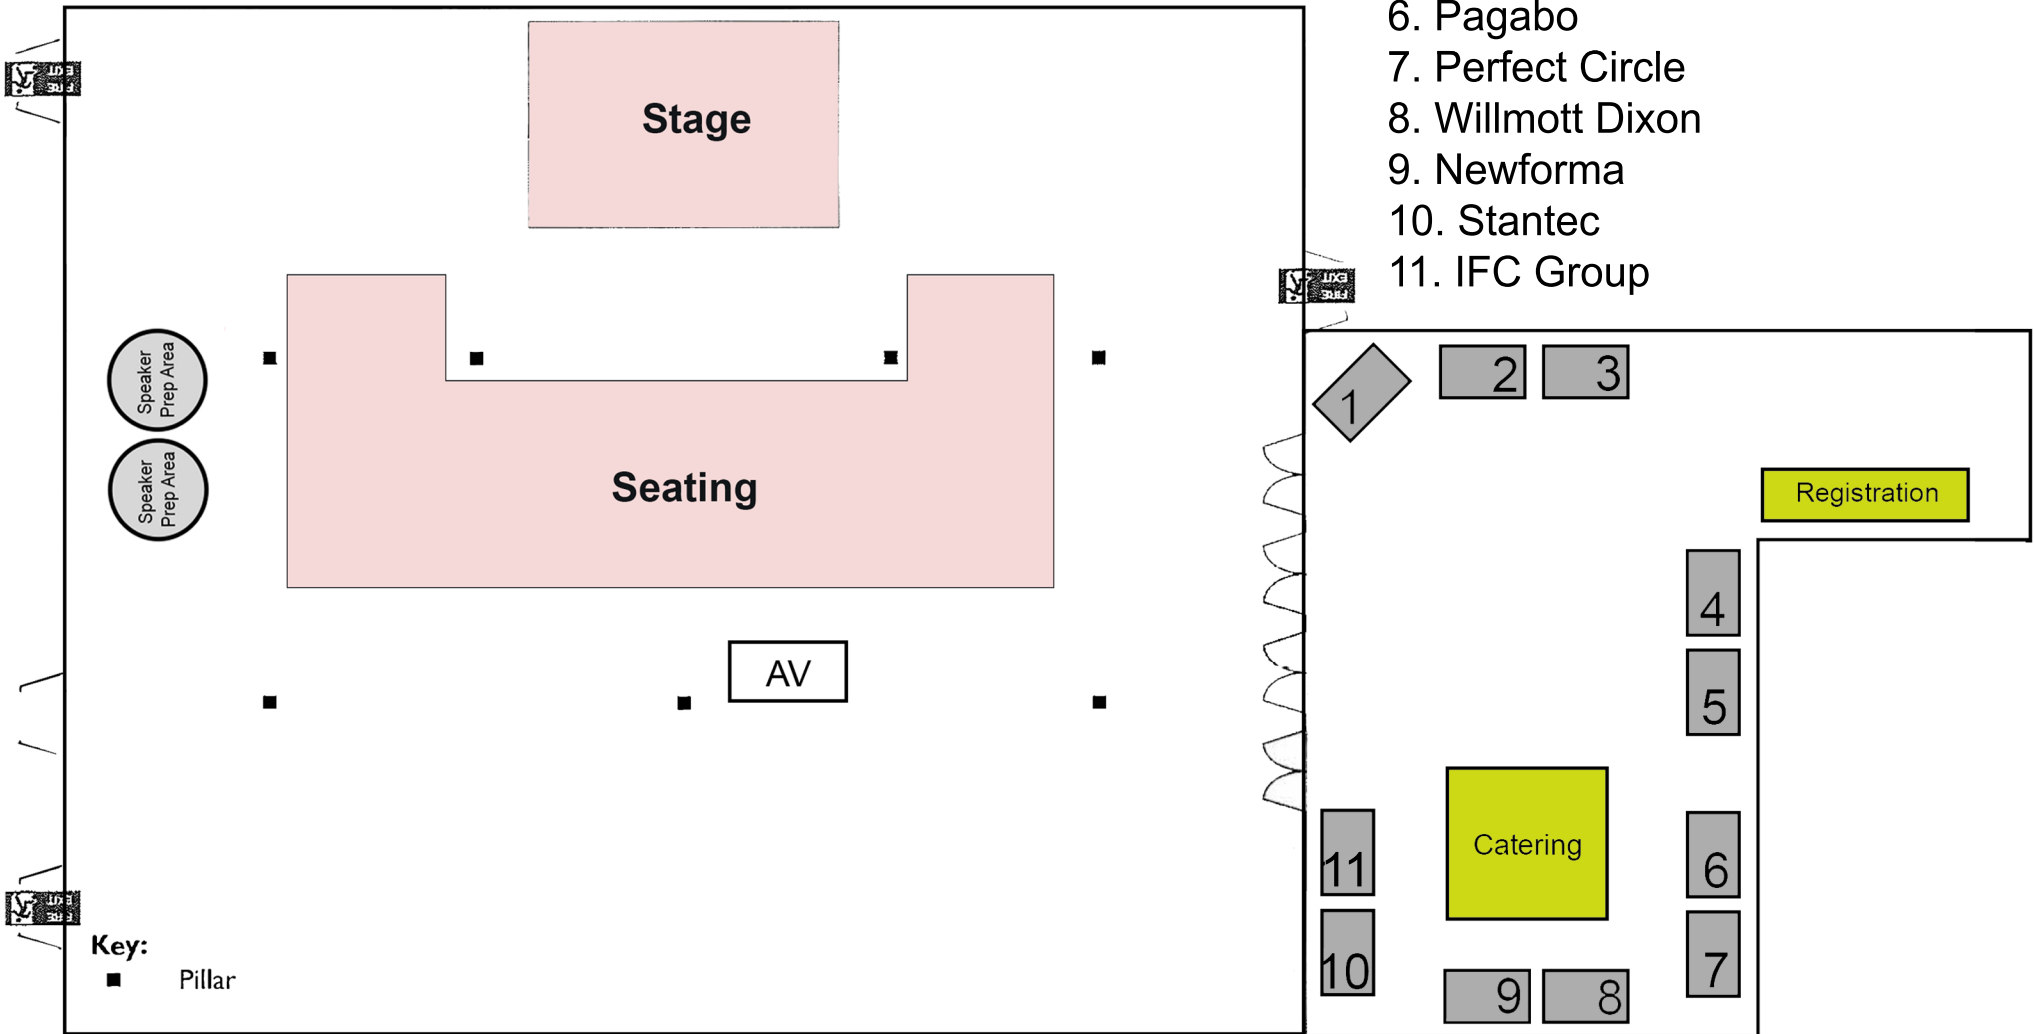 6. Pagabo
7. Perfect Circle
8. Willmott Dixon
9. Newforma
10. Stantec
11. IFC Group
Stage
Speaker
Prep Area
Speaker
Prep Area
Seating
AV
1
2
3
Registration
4
5
Catering
6
7
8
9
10
11
Key:
Pillar